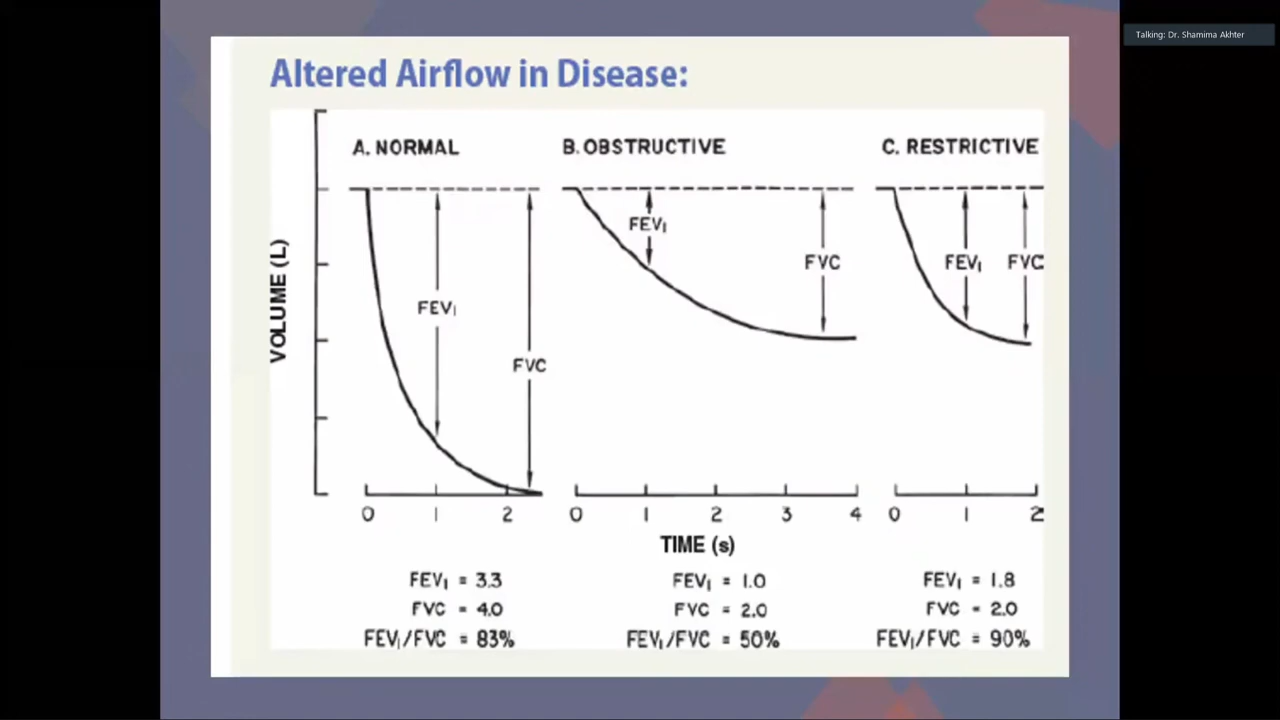 Talking: Dr. Shamima Akhter
Altered Airflow in Disease:
A. NORMAL
B. OBSTRUCTIVE
C. RESTRICTIVE
VOLUME (L)
FEV₁
FVC
FEV₁
FVC
FEV₁
FVC
0 1 2
0 1 2 3 4
0 1 2
TIME (s)
FEV₁ = 3.3
FVC = 4.0
FEV₁/FVC = 83%
FEV₁ = 1.0
FVC = 2.0
FEV₁/FVC = 50%
FEV₁ = 1.8
FVC = 2.0
FEV₁/FVC = 90%